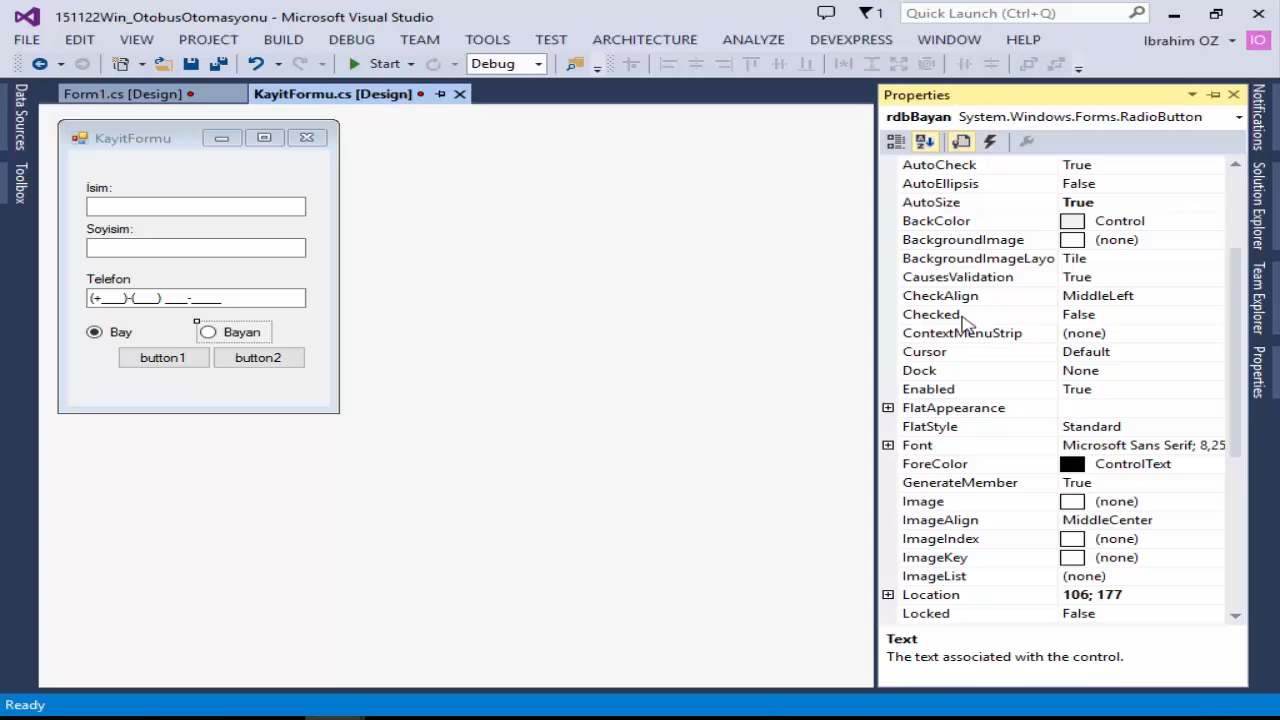 151122Win_OtobusOtomasyonu - Microsoft Visual Studio
1
Quick Launch (Ctrl+Q)
FILE EDIT VIEW PROJECT BUILD DEBUG TEAM TOOLS TEST ARCHITECTURE ANALYZE DEVEXPRESS WINDOW HELP
Ibrahim OZ
IO
Start
Debug
Data Sources
Toolbox
Form1.cs [Design]
KayitFormu.cs [Design]
KayitFormu
İsim:
Soyisim:
Telefon
(+___)-(____) ____-_____
Bay
Bayan
button1
button2
Properties
rdbBayan System.Windows.Forms.RadioButton
AutoCheck True
AutoEllipsis False
AutoSize True
BackColor Control
BackgroundImage (none)
BackgroundImageLayo Tile
CausesValidation True
CheckAlign MiddleLeft
Checked False
ContextMenuStrip (none)
Cursor Default
Dock None
Enabled True
FlatAppearance
FlatStyle Standard
Font Microsoft Sans Serif; 8,25
ForeColor ControlText
GenerateMember True
Image (none)
ImageAlign MiddleCenter
ImageIndex (none)
ImageKey (none)
ImageList (none)
Location 106; 177
Locked False
Text
The text associated with the control.
Notifications
Solution Explorer
Team Explorer
Properties
Ready